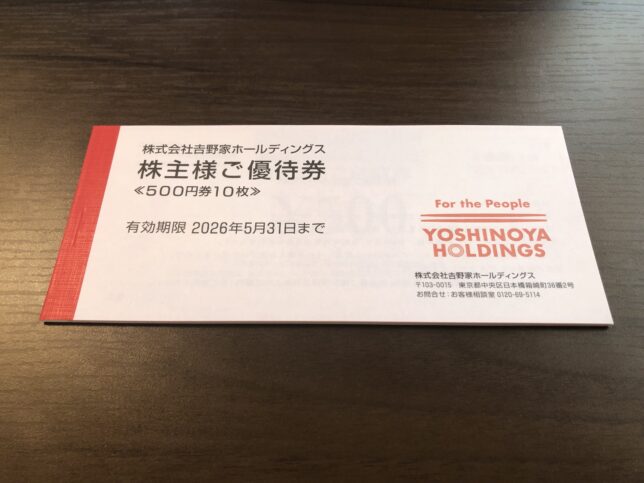 株式会社吉野家ホールディングス
株主様ご優待券
≪500円券10枚≫
有効期限 2026年5月31日まで
For the People
YOSHINOYA
HOLDINGS
株式会社吉野家ホールディングス
〒103-0015 東京都中央区日本橋箱崎町36番2号
お問合せ：お客様相談室 0120-69-5114